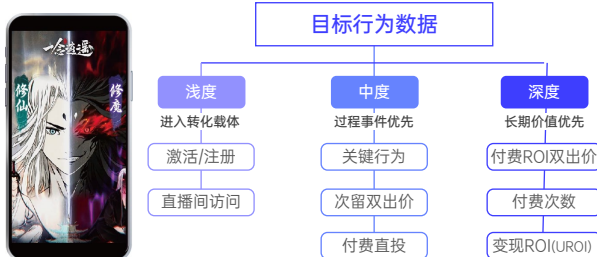 目标行为数据
一念逍遥
修仙
修魔
浅度
中度
深度
进入转化载体
过程事件优先
长期价值优先
激活/注册
关键行为
付费ROI双出价
直播间访问
次留双出价
付费次数
付费直投
变现ROI(UROI)